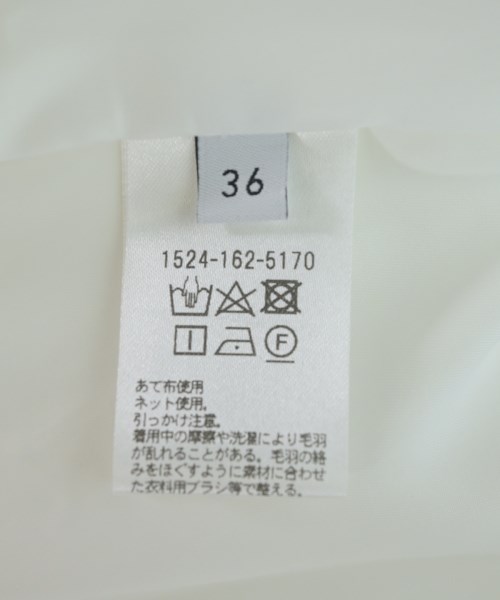 36
1524-162-5170
F
あて布使用
ネット使用。
引っかけ注意。
着用中の摩擦や洗濯により毛羽
が乱れることがある。毛羽の絡
みをほぐすように素材に合わせ
た衣料用ブラシ等で整える。